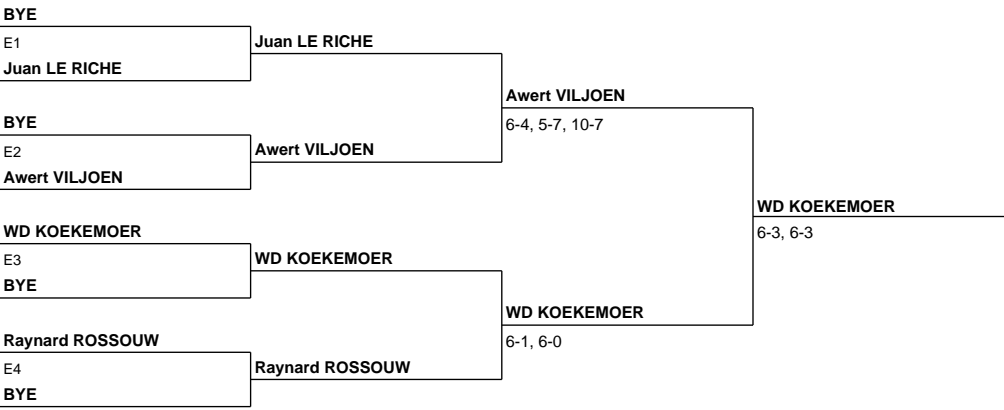 BYE
E1
Juan LE RICHE
BYE
E2
Awert VILJOEN
WD KOEKEMOER
E3
BYE
Raynard ROSSOUW
E4
BYE
Juan LE RICHE
Awert VILJOEN
WD KOEKEMOER
Raynard ROSSOUW
Awert VILJOEN
6-4, 5-7, 10-7
WD KOEKEMOER
6-1, 6-0
WD KOEKEMOER
6-3, 6-3